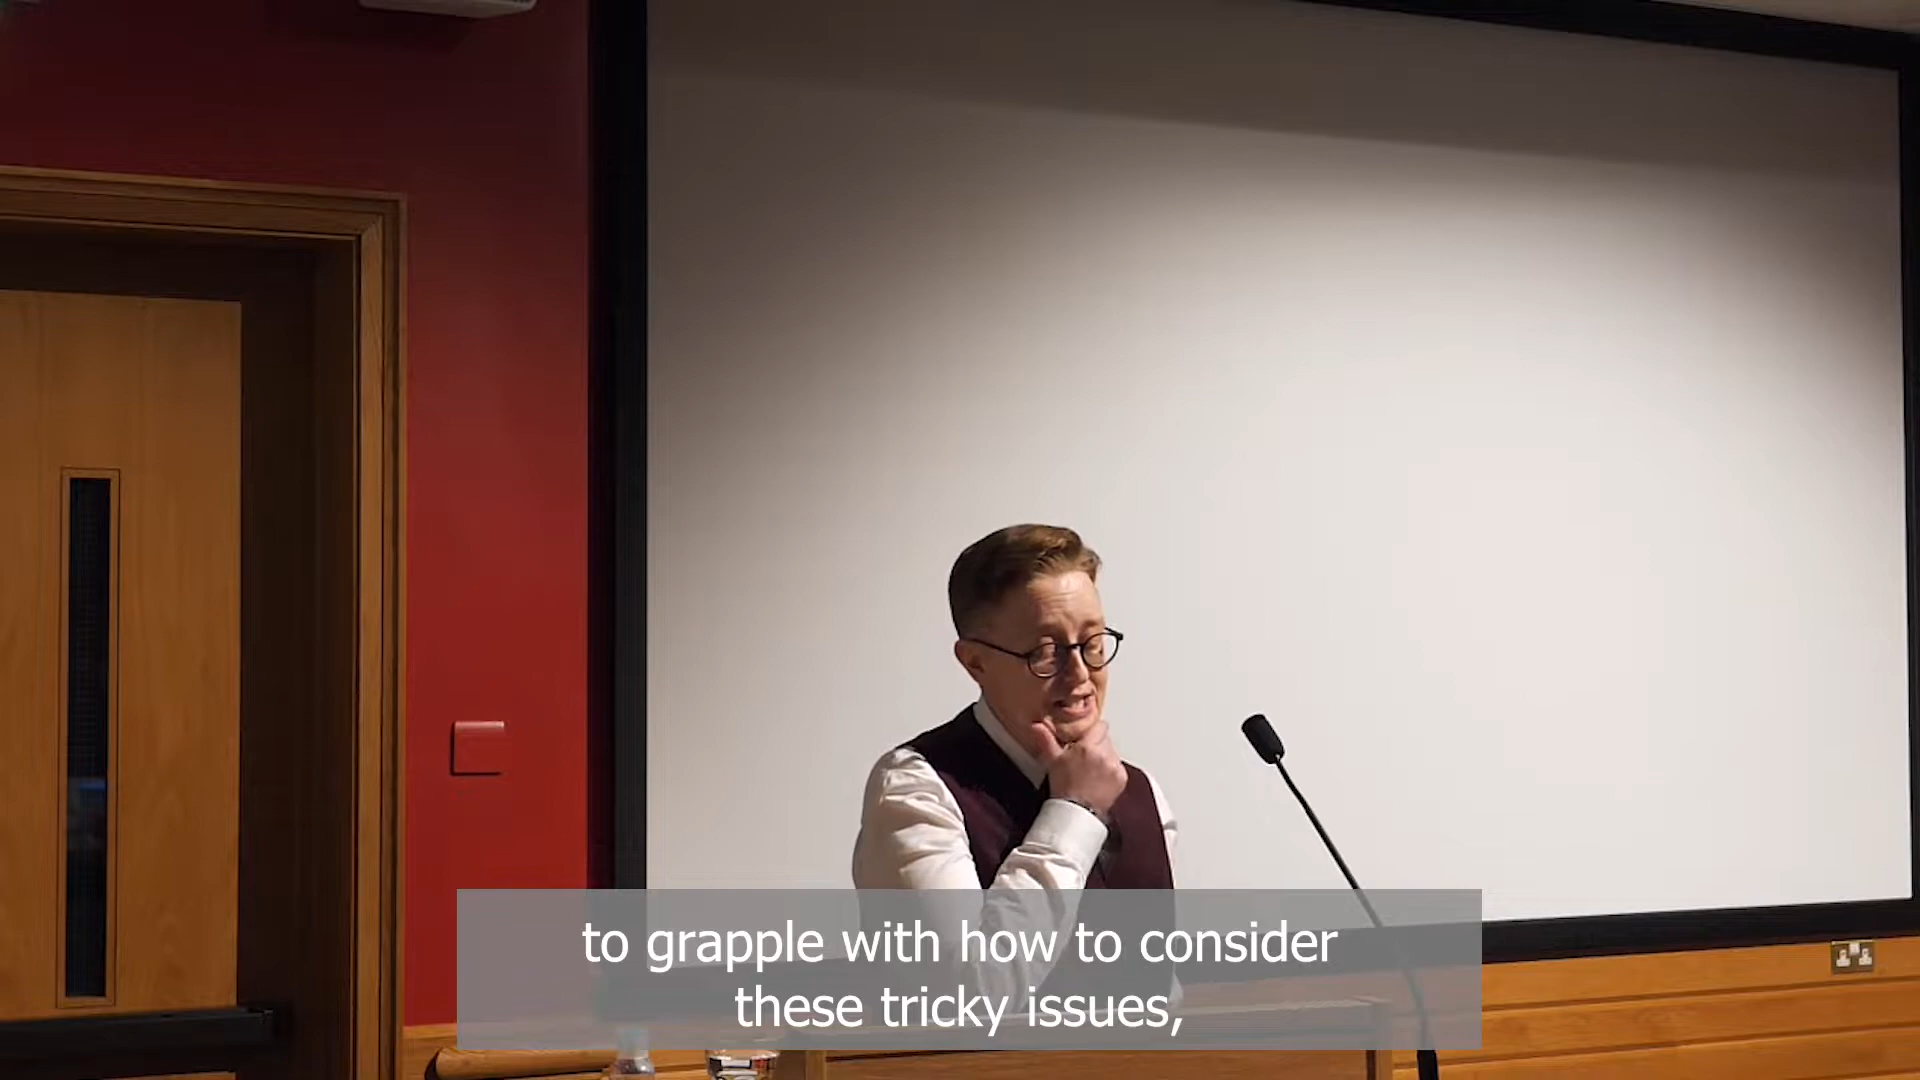 to grapple with how to consider
these tricky issues,